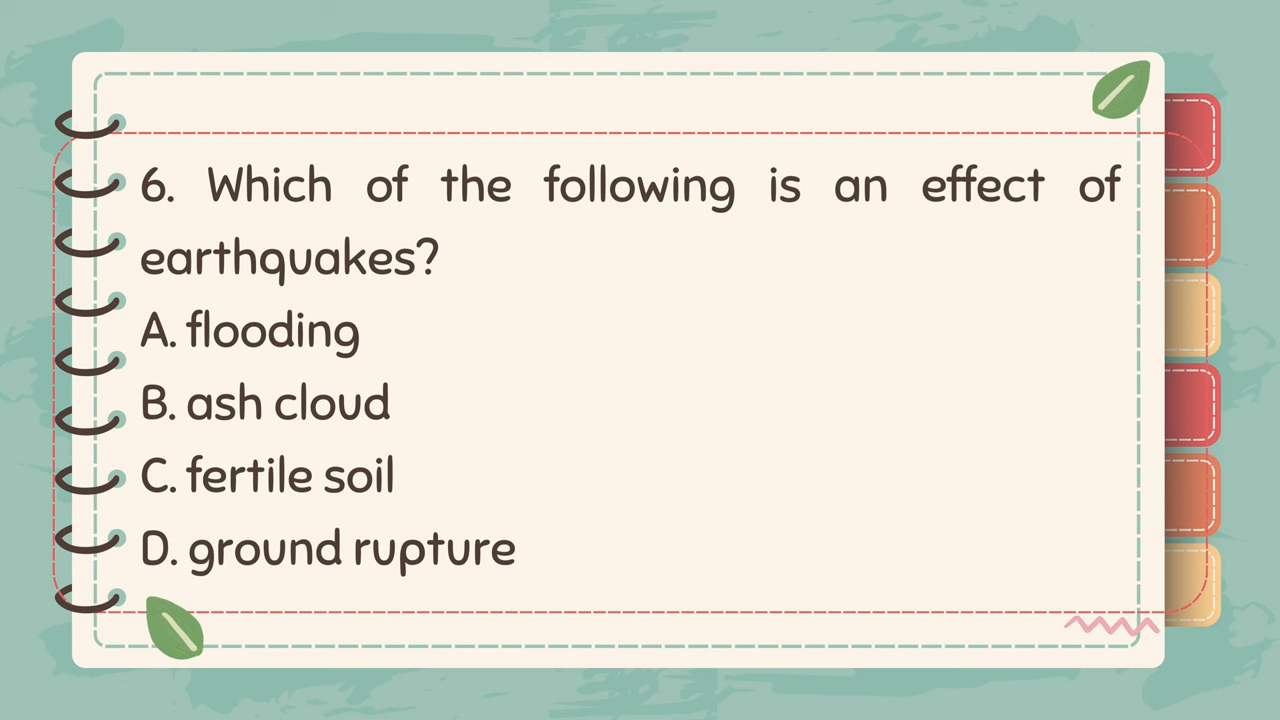 6. Which of the following is an effect of
earthquakes?
A. flooding
B. ash cloud
C. fertile soil
D. ground rupture